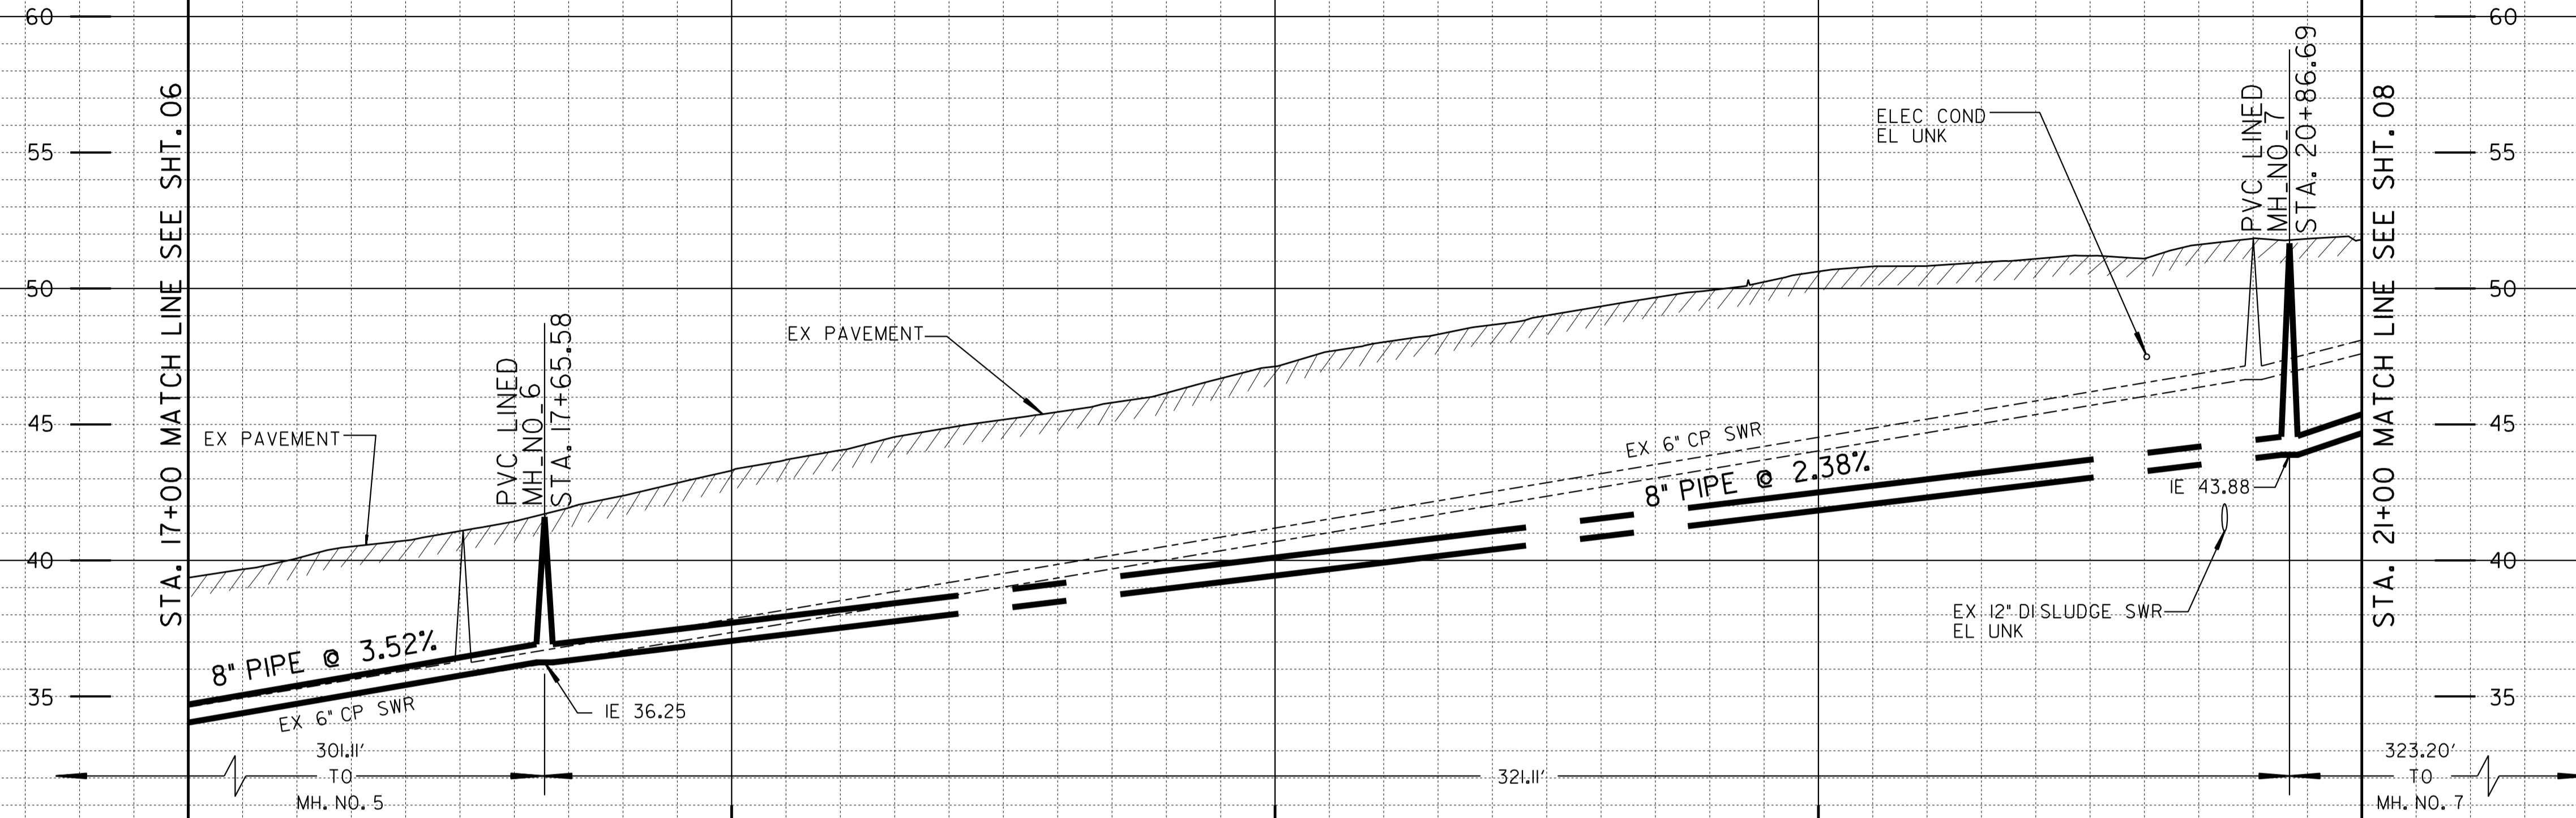 60
55
50
45
40
35
STA. 17+00 MATCH LINE SEE SHT.06
EX PAVEMENT
8" PIPE @ 3.52%
EX 6" CP SWR
301.11'
TO
MH. NO. 5
PVC LINED
MH_NO_6
STA. 17+65.58
IE 36.25
EX PAVEMENT
321.11'
EX 6" CP SWR
8" PIPE @ 2.38%
ELEC COND
EL UNK
PVC LINED
MH_NO_7
STA. 20+86.69
IE 43.88
EX 12" DISLUDGE SWR
EL UNK
STA. 21+00 MATCH LINE SEE SHT.08
323.20'
TO
MH. NO. 7
60
55
50
45
40
35